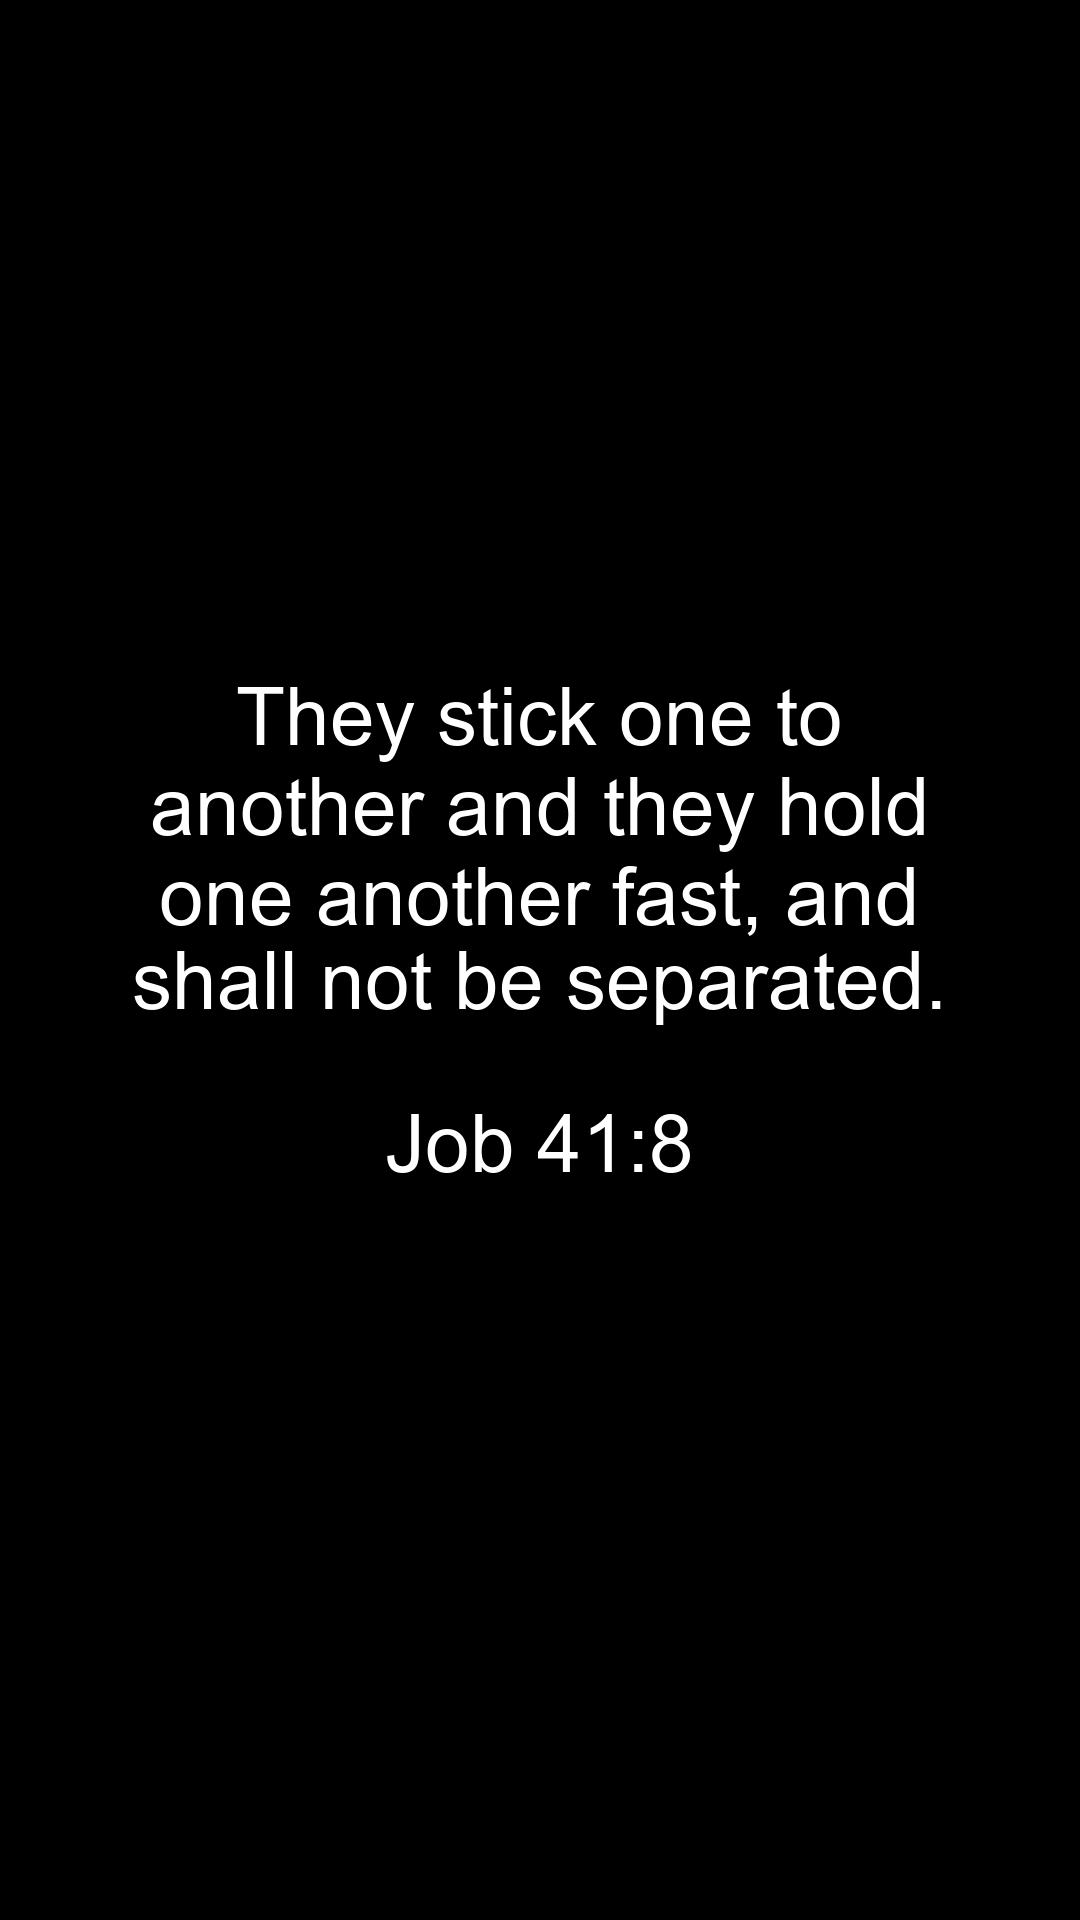 They stick one to
another and they hold
one another fast, and
shall not be separated.
Job 41:8